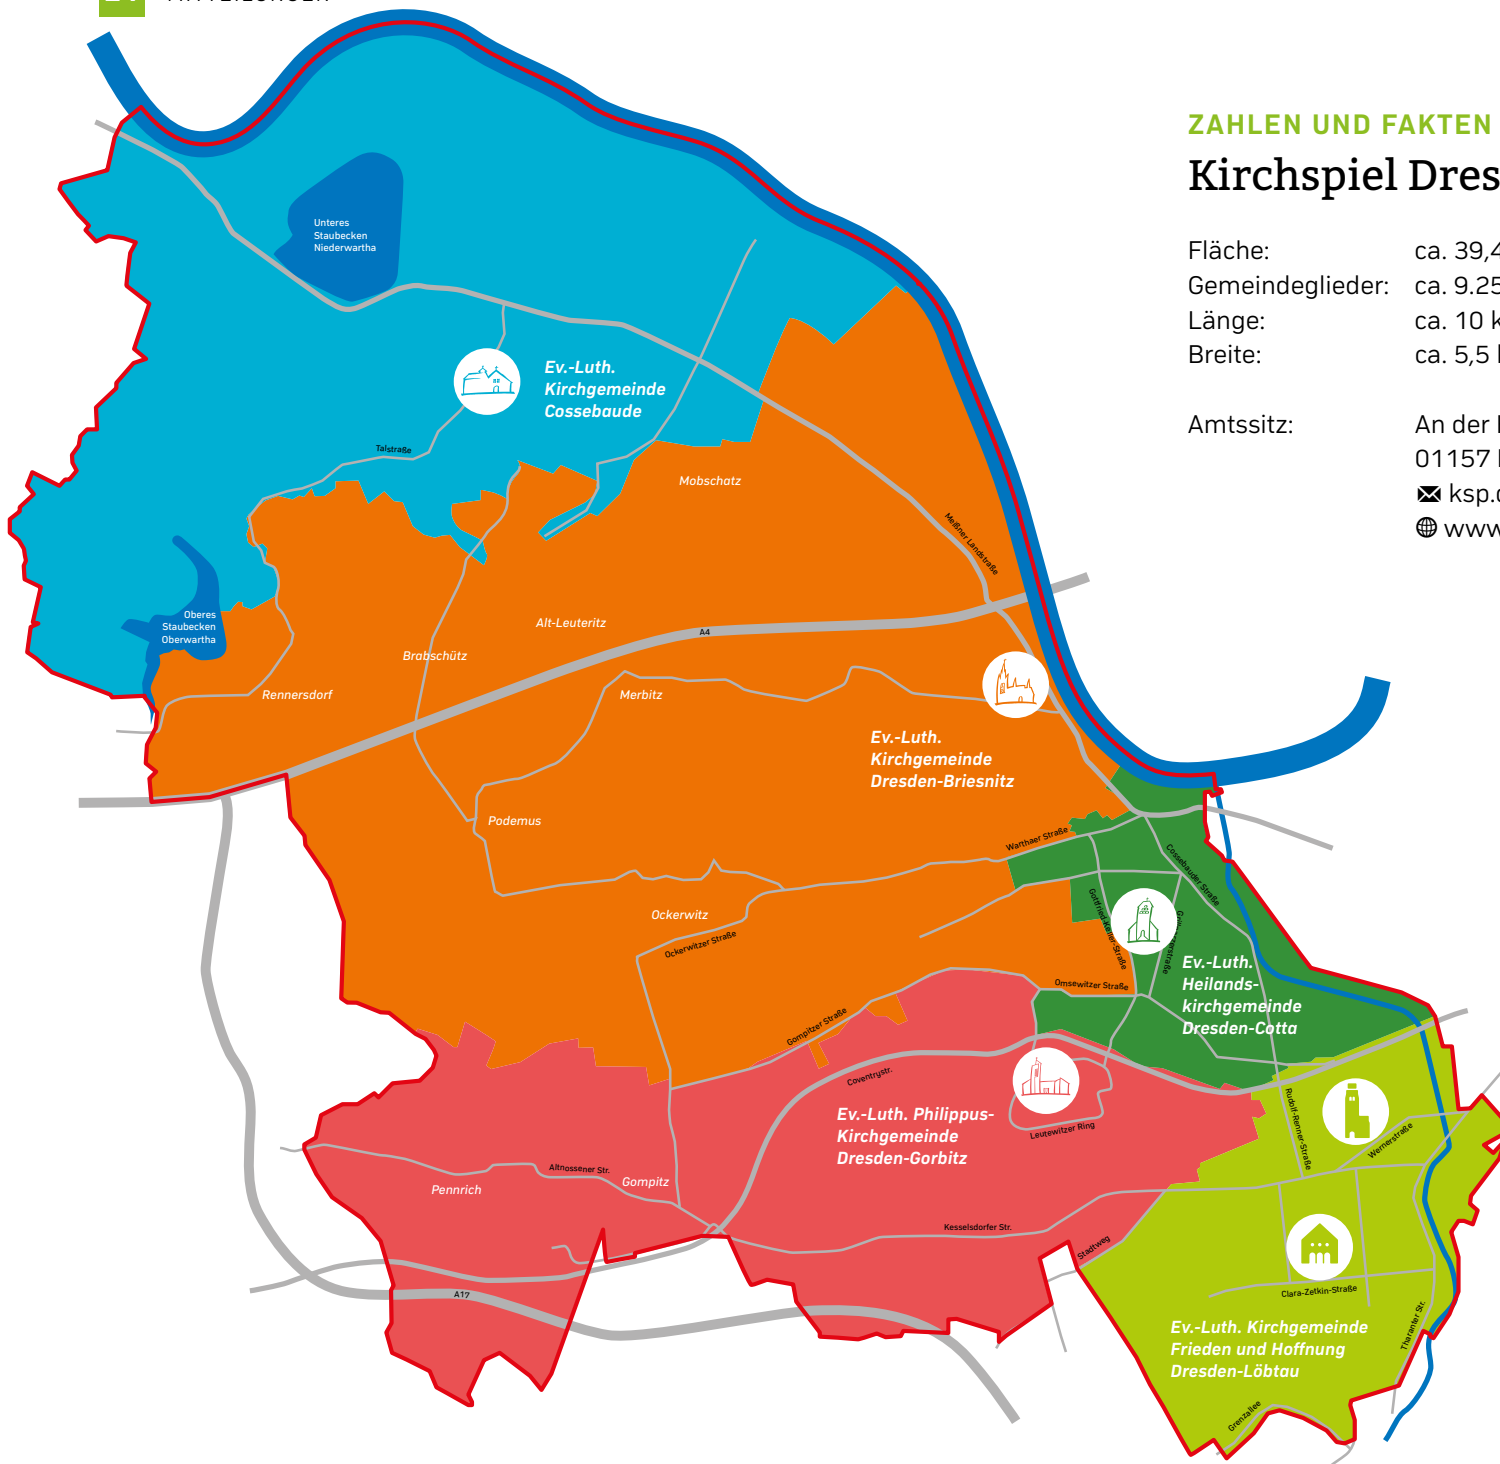 ZAHLEN UND FAKTEN
Kirchspiel
Fläche: ca. 39,4
Gemeindeglieder: ca. 9.25
Länge: ca. 10
Breite: ca. 5,5
Amtssitz: An der
01157
Unteres
Staubecken
Niederwartha
Ev.-Luth.
Kirchgemeinde
Cossebaude
Talstraße
Mobschatz
Meißner Landstraße
Oberes
Staubecken
Oberwartha
Alt-Leuteritz
A4
Brabschütz
Rennersdorf
Merbitz
Ev.-Luth.
Kirchgemeinde
Dresden-Briesnitz
Podemus
Warthaer Straße
Cossebauder Straße
Gottfried-Keller-Straße
Ockerwitz
Ockerwitzer Straße
Ev.-Luth.
Heilands-
kirchgemeinde
Dresden-Cotta
Omsewitzer Straße
Gompitzer Straße
Coventrystr.
Ev.-Luth. Philippus-
Kirchgemeinde
Dresden-Gorbitz
Leutewitzer Ring
Rudolf-Renner-Straße
Wernerstraße
Altnossener Str.
Pennrich
Gompitz
Kesselsdorfer Str.
Stadtweg
A17
Clara-Zetkin-Straße
Tharanter Str.
Ev.-Luth. Kirchgemeinde
Frieden und Hoffnung
Dresden-Löbtau
Grenzallee